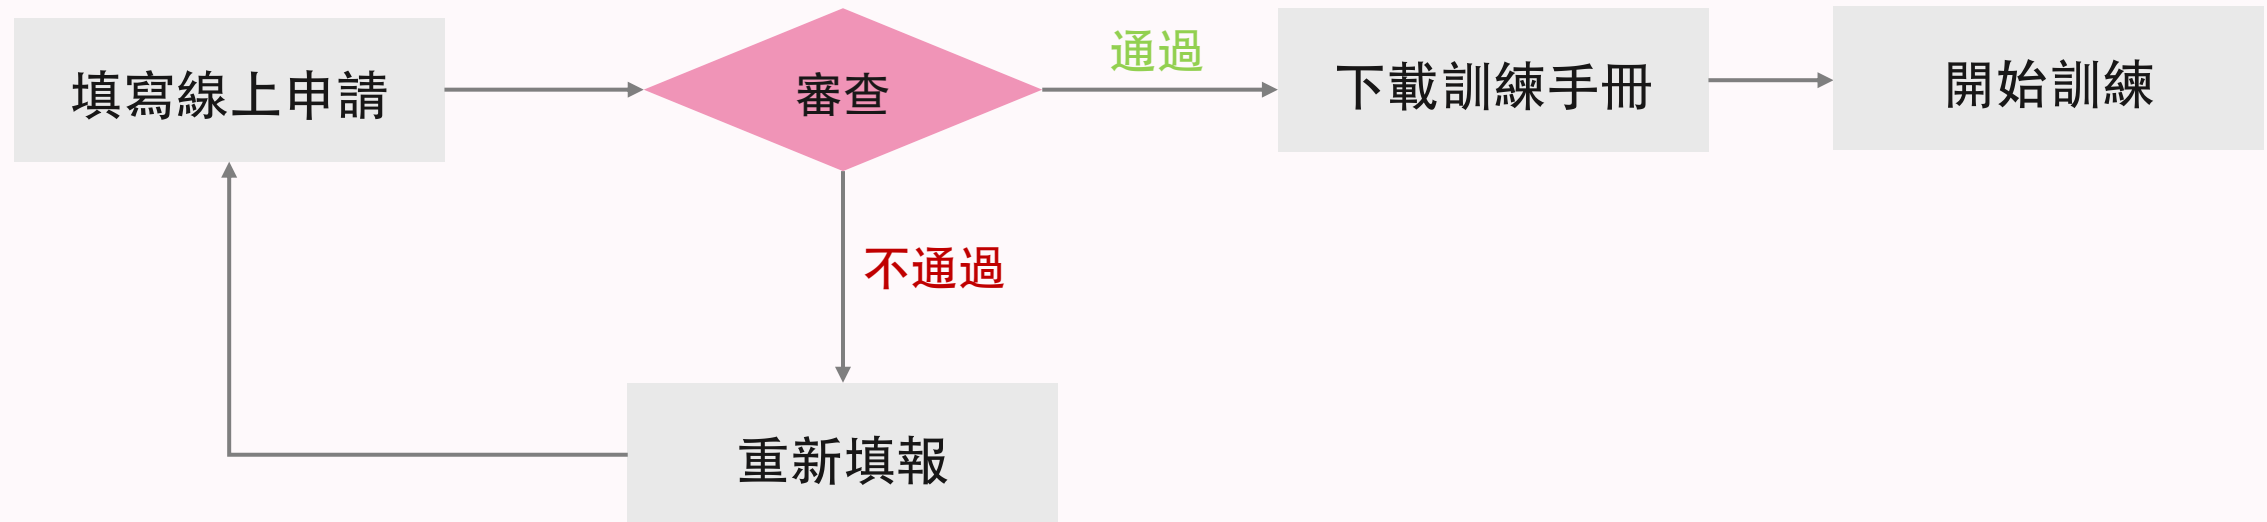 填寫線上申請
審查
通過
下載訓練手冊
開始訓練
不通過
重新填報